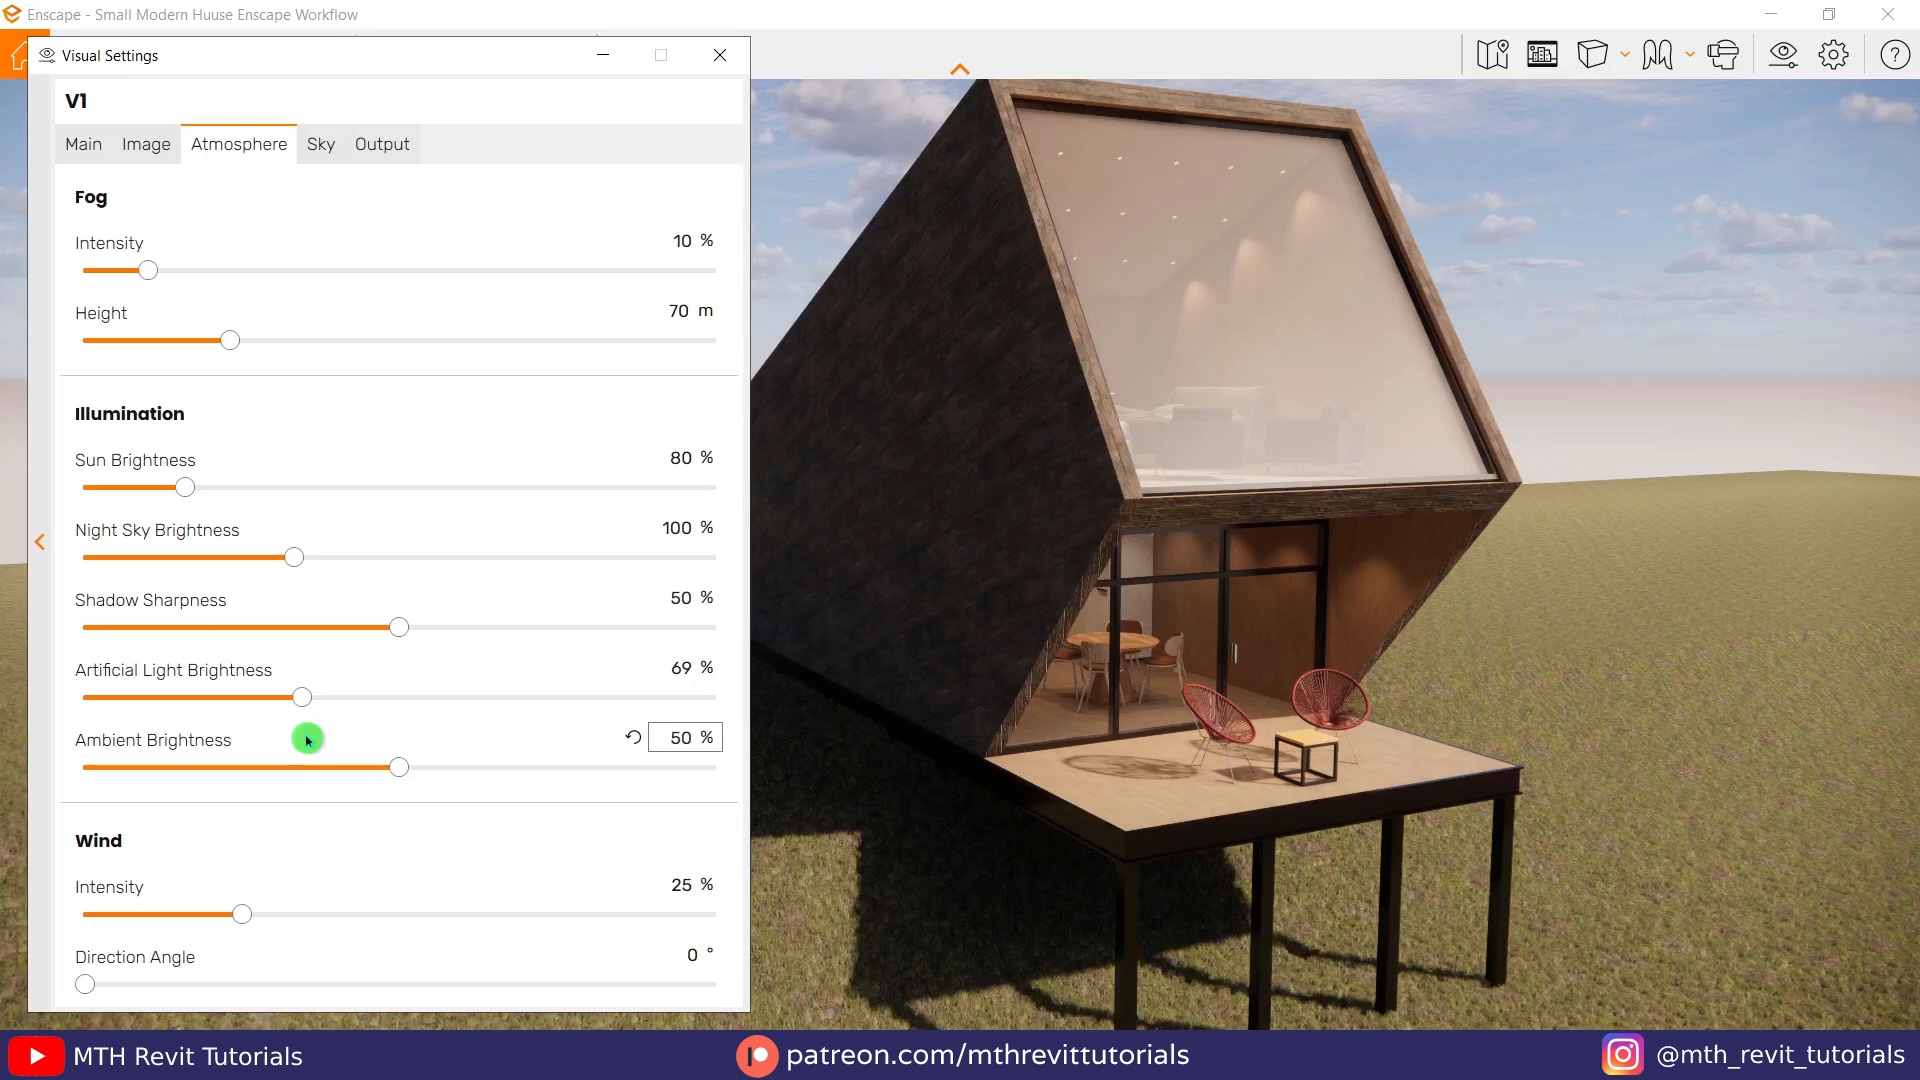 Enscape - Small Modern Huuse Enscape Workflow
Visual Settings
V1
Main Image Atmosphere Sky Output
Fog
Intensity 10 %
Height 70 m
Illumination
Sun Brightness 80 %
Night Sky Brightness 100 %
Shadow Sharpness 50 %
Artificial Light Brightness 69 %
Ambient Brightness 50 %
Wind
Intensity 25 %
Direction Angle 0 °
MTH Revit Tutorials patreon.com/mthrevittutorials @mth_revit_tutorials